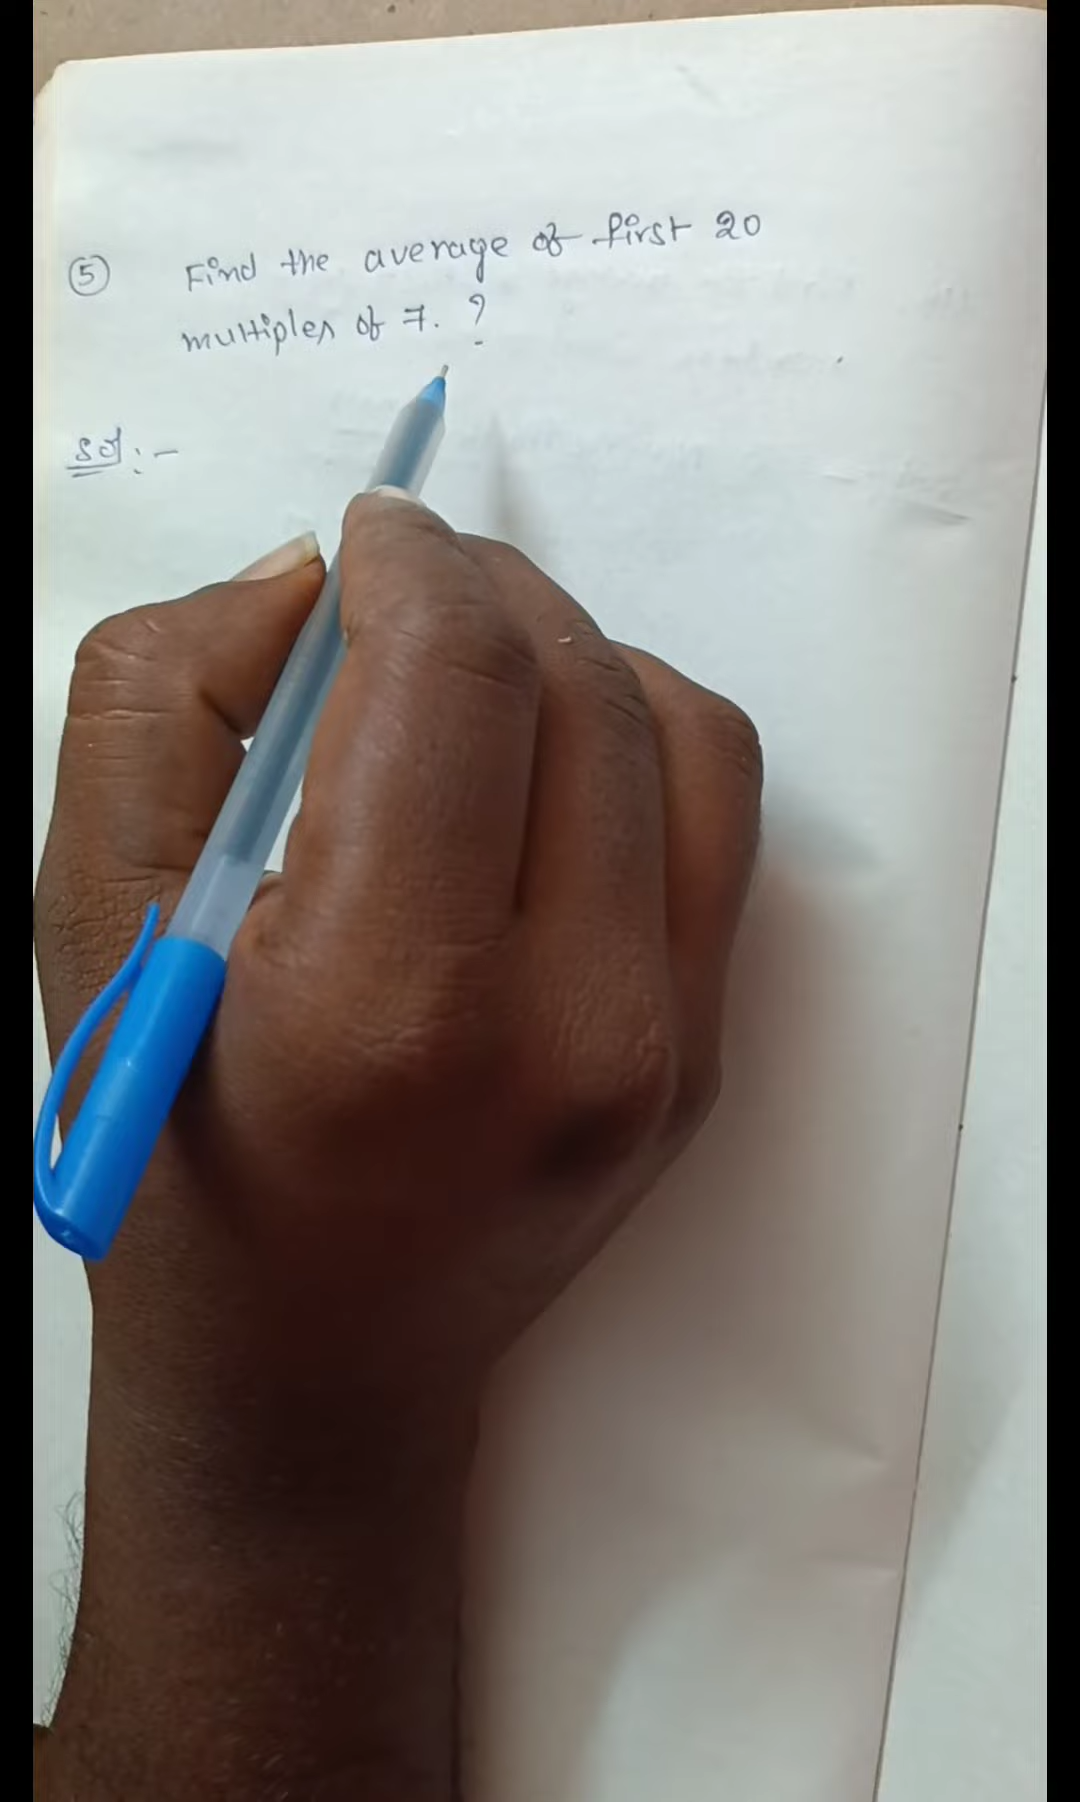 5 Find the average of first 20
multiples of 7. ?
Sol :-